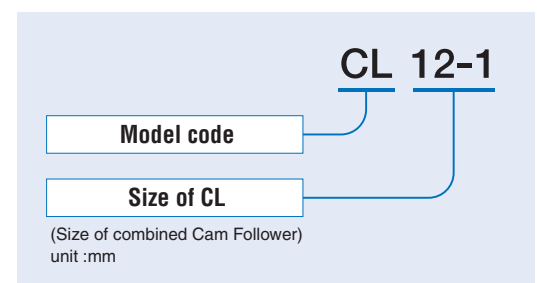 CL 12-1
Model code
Size of CL
(Size of combined Cam Follower)
unit :mm